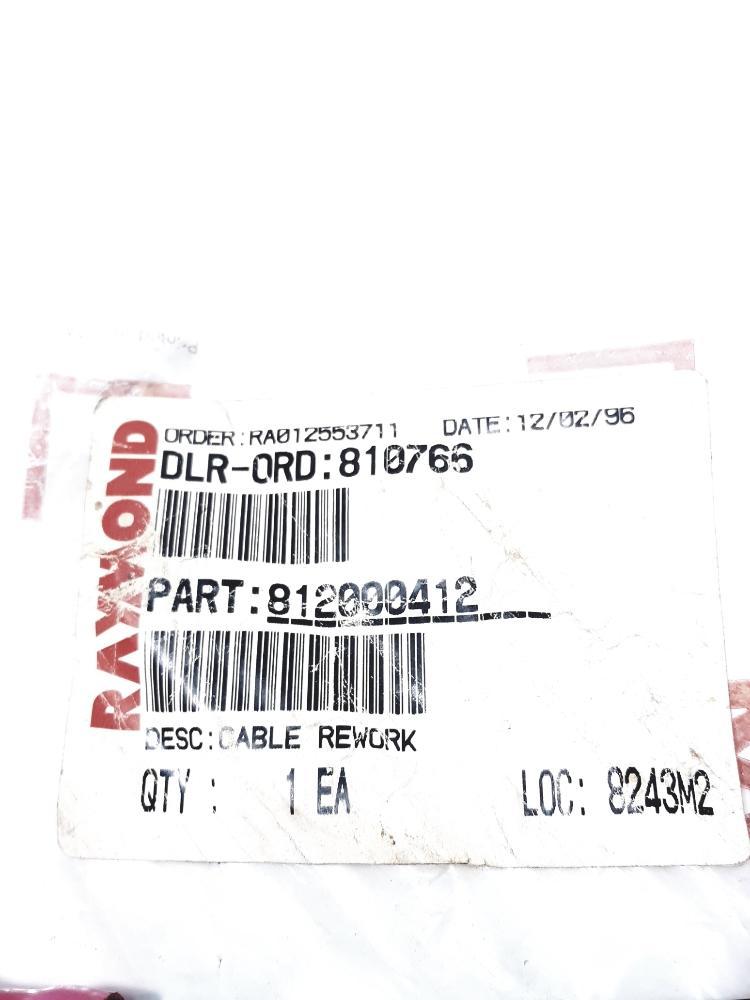 RAYMOND
ORDER:RA012553711 DATE:12/02/96
DLR-ORD:810766
PART:812000412
DESC:CABLE REWORK
QTY : 1 EA LOC: 8243M2